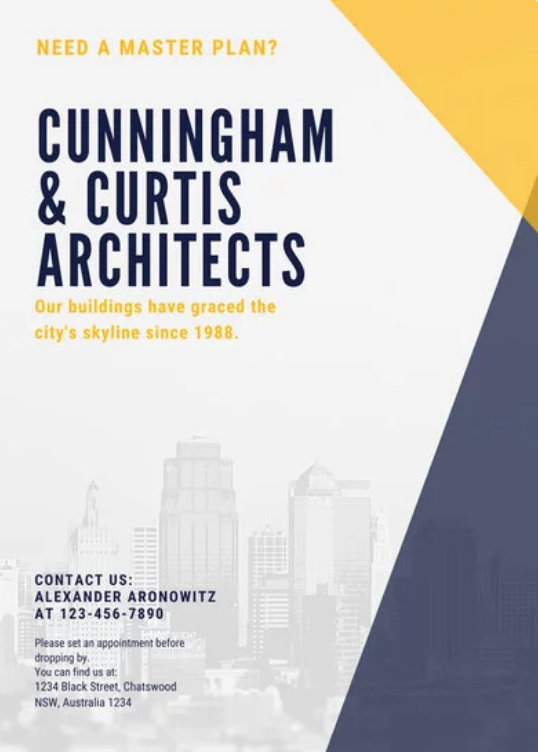 NEED A MASTER PLAN?
CUNNINGHAM
& CURTIS
ARCHITECTS
Our buildings have graced the
city's skyline since 1988.
CONTACT US:
ALEXANDER ARONOWITZ
AT 123-456-7890
Please set an appointment before
dropping by.
You can find us at:
1234 Black Street, Chatswood
NSW, Australia 1234